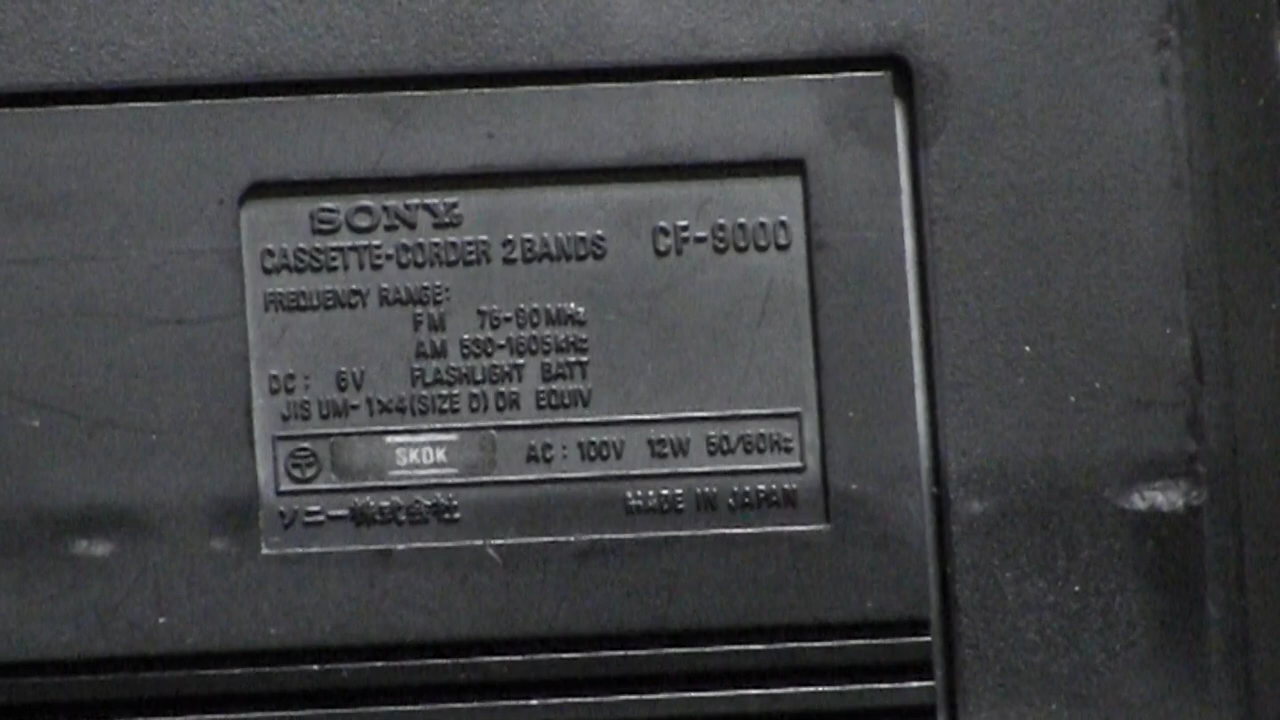 SONY
CASSETTE-CORDER 2BANDS CF-9000
FREQUENCY RANGE:
FM 76-90MHz
AM 530-1605kHz
DC: 6V FLASHLIGHT BATT
JIS UM-1×4(SIZE D) OR EQUIV
SKDK AC: 100V 12W 50/60Hz
ソニー株式会社 MADE IN JAPAN